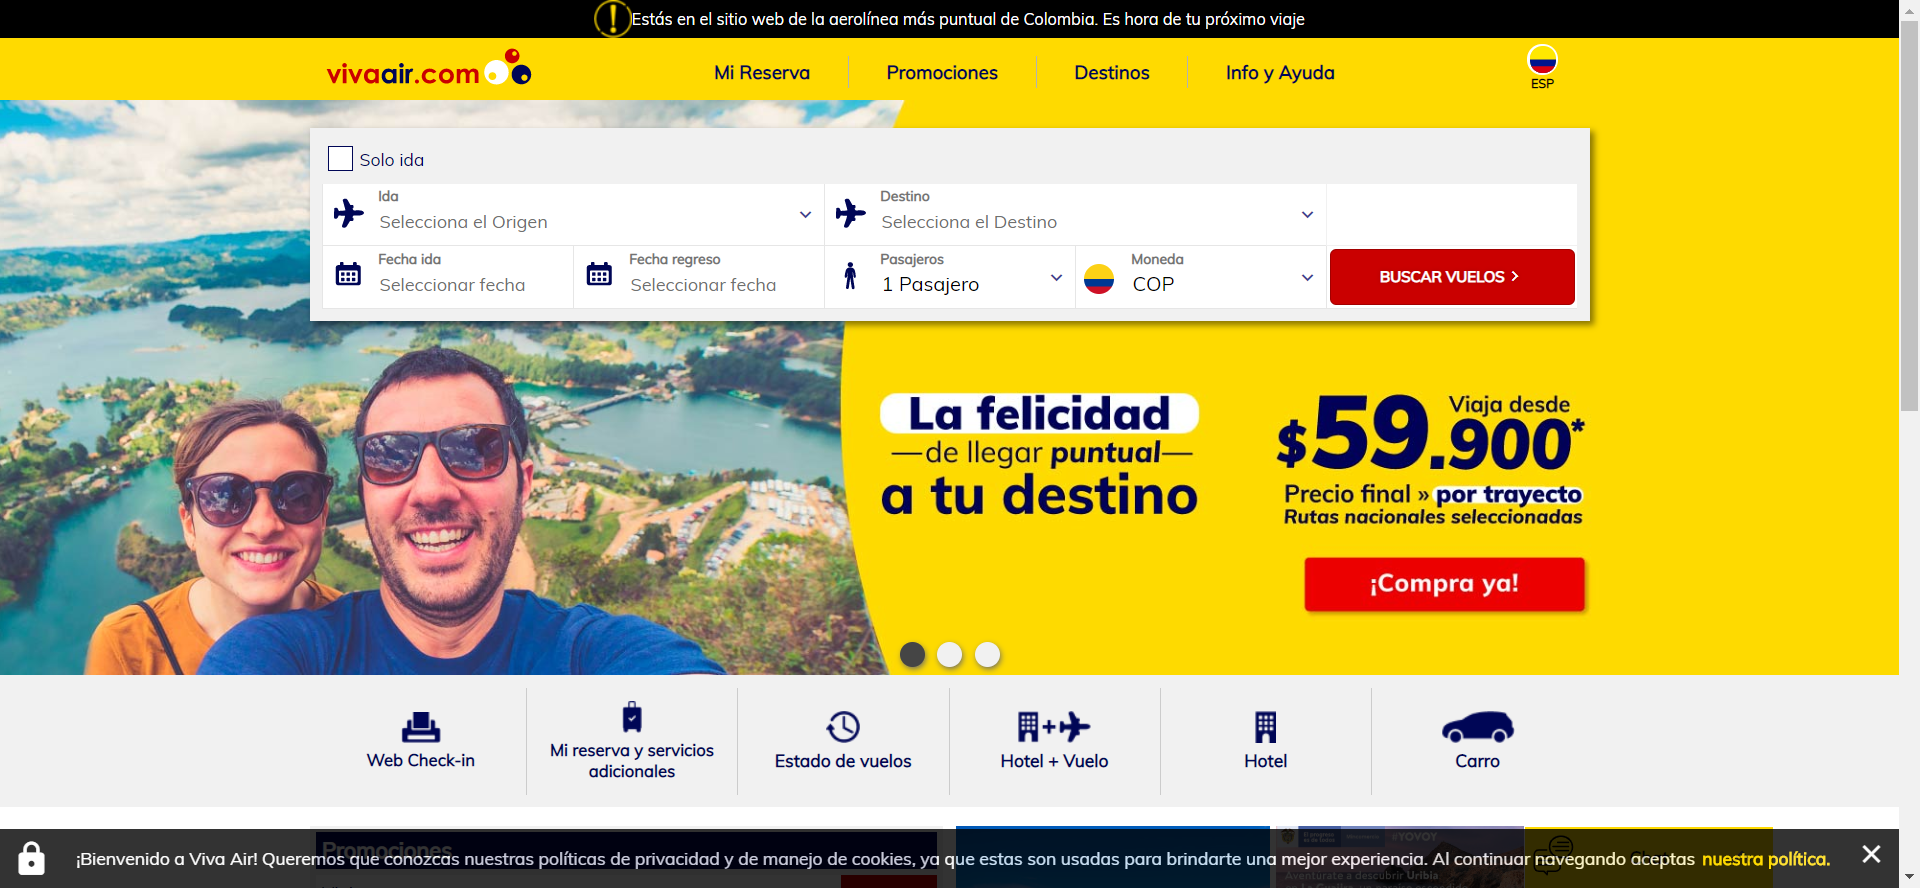 Estás en el sitio web de la aerolínea más puntual de Colombia. Es hora de tu próximo viaje
vivaair.com
Mi Reserva
Promociones
Destinos
Info y Ayuda
ESP
Solo ida
Ida
Selecciona el Origen
Destino
Selecciona el Destino
Fecha ida
Seleccionar fecha
Fecha regreso
Seleccionar fecha
Pasajeros
1 Pasajero
Moneda
COP
BUSCAR VUELOS >
La felicidad
—de llegar puntual—
a tu destino
Viaja desde
$59.900*
Precio final » por trayecto
Rutas nacionales seleccionadas
¡Compra ya!
Web Check-in
Mi reserva y servicios
adicionales
Estado de vuelos
Hotel + Vuelo
Hotel
Carro
Promociones
#YOVOY
¡Bienvenido a Viva Air! Queremos que conozcas nuestras políticas de privacidad y de manejo de cookies, ya que estas son usadas para brindarte una mejor experiencia. Al continuar navegando aceptas nuestra política.
Aventúrate a descubrir Uribia